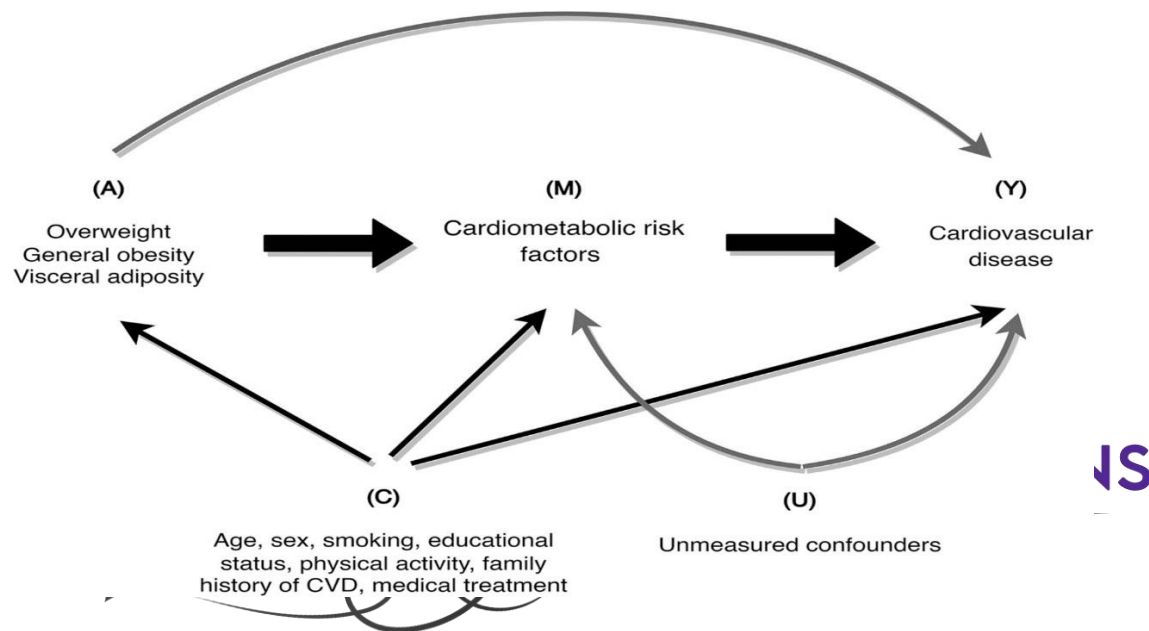 (A)
(M)
(Y)
Overweight
General obesity
Visceral adiposity
Cardiometabolic risk
factors
Cardiovascular
disease
(C)
(U)
Age, sex, smoking, educational
status, physical activity, family
history of CVD, medical treatment
Unmeasured confounders